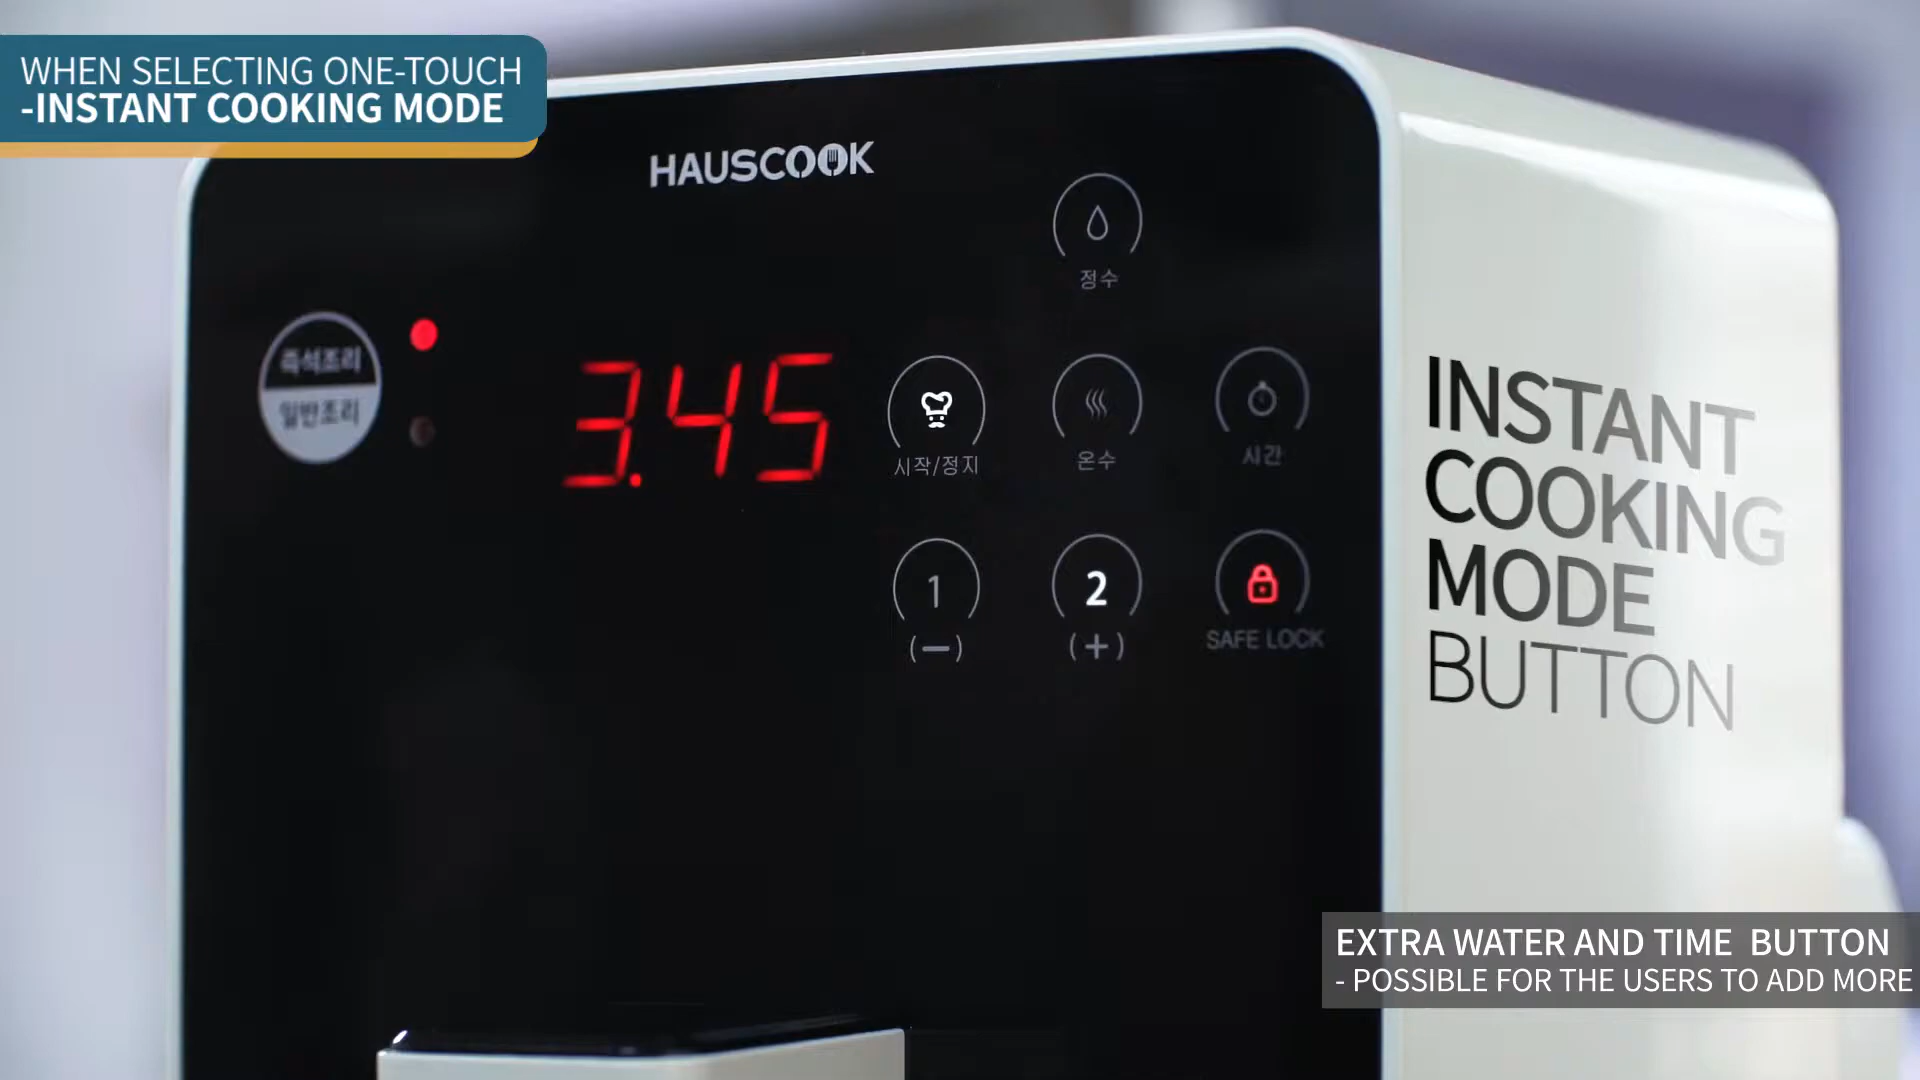 WHEN SELECTING ONE-TOUCH
-INSTANT COOKING MODE
HAUSCOOK
정수
즉석조리
일반조리
3.45
시작/정지
온수
시간
1
2
(-)
(+)
SAFE LOCK
INSTANT
COOKING
MODE
BUTTON
EXTRA WATER AND TIME BUTTON
- POSSIBLE FOR THE USERS TO ADD MORE